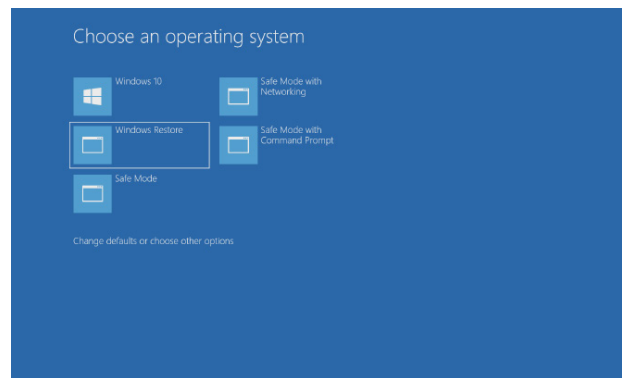 Choose an operating system
Windows 10
Windows Restore
Safe Mode
Safe Mode with
Networking
Safe Mode with
Command Prompt
Change defaults or choose other options